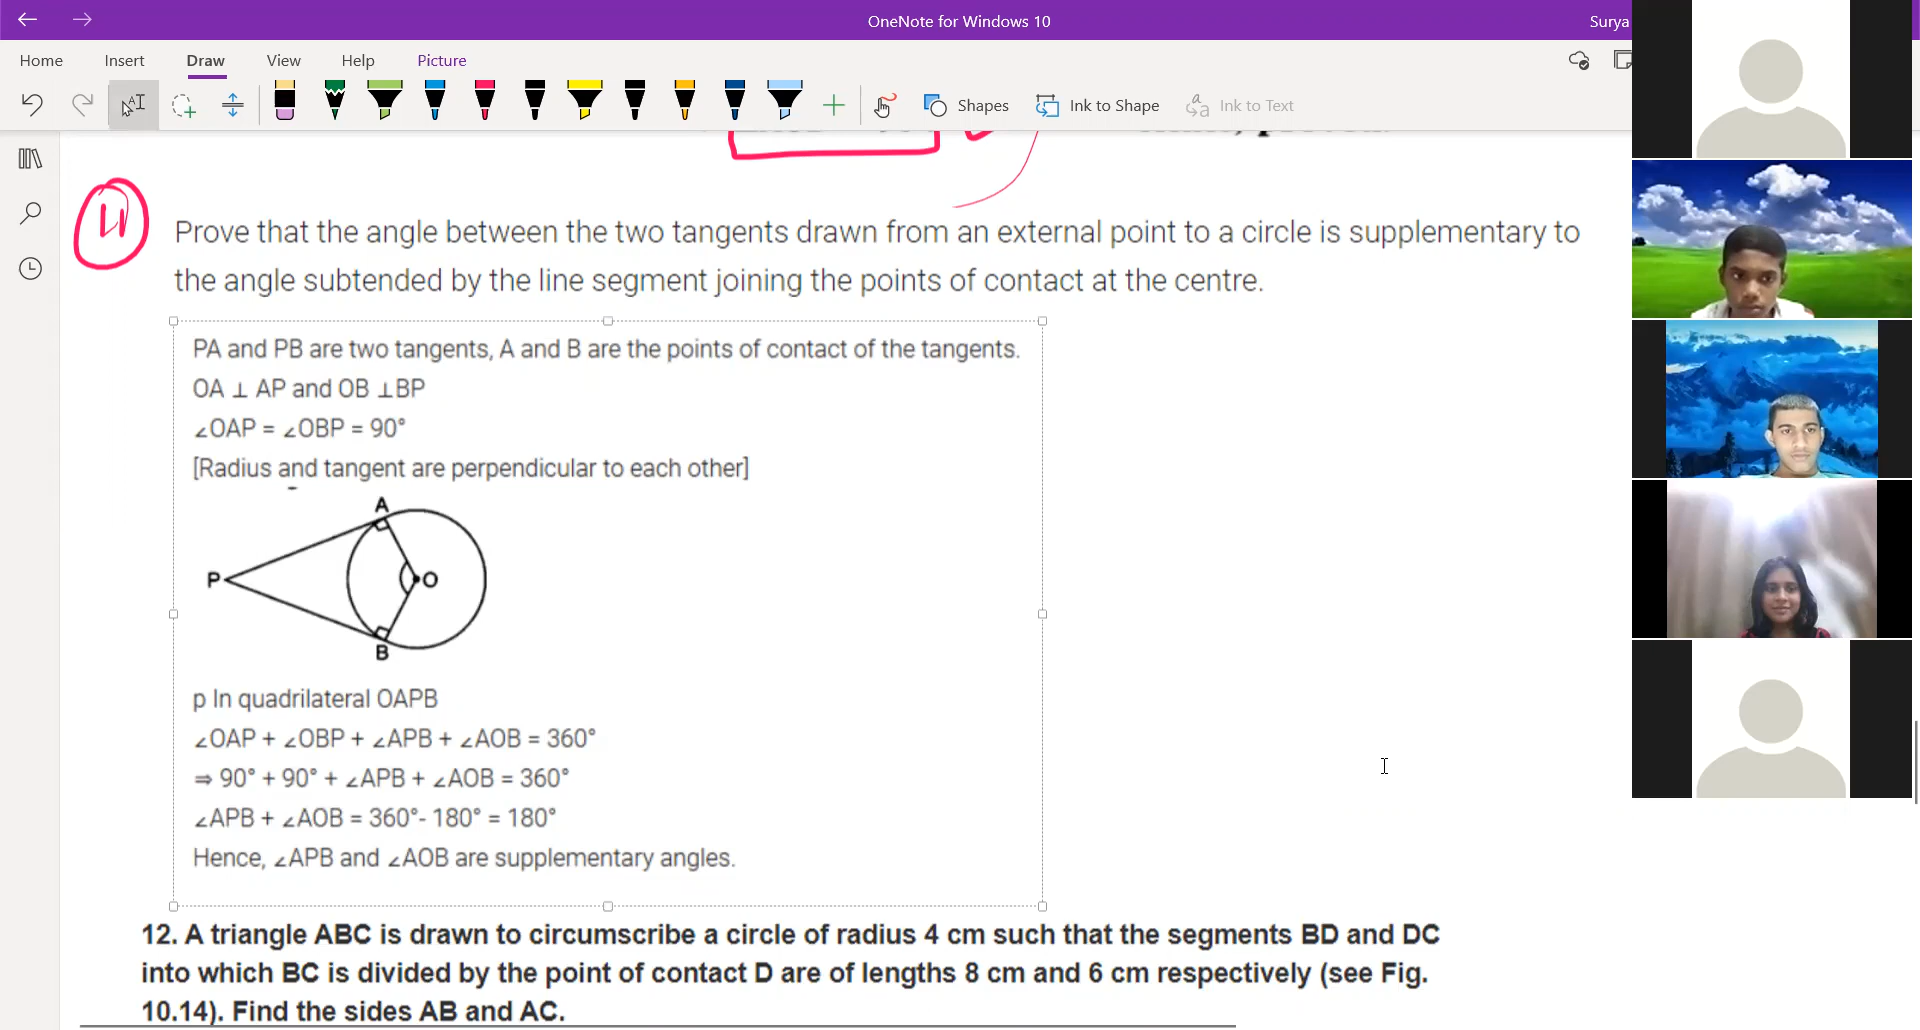 OneNote for Windows 10
Surya
Home Insert Draw View Help Picture
Shapes Ink to Shape Ink to Text
Prove that the angle between the two tangents drawn from an external point to a circle is supplementary to
the angle subtended by the line segment joining the points of contact at the centre.
PA and PB are two tangents, A and B are the points of contact of the tangents.
OA ⊥ AP and OB ⊥BP
∠OAP = ∠OBP = 90°
[Radius and tangent are perpendicular to each other]
A
P
O
B
p In quadrilateral OAPB
∠OAP + ∠OBP + ∠APB + ∠AOB = 360°
⇒ 90° + 90° + ∠APB + ∠AOB = 360°
∠APB + ∠AOB = 360°- 180° = 180°
Hence, ∠APB and ∠AOB are supplementary angles.
12. A triangle ABC is drawn to circumscribe a circle of radius 4 cm such that the segments BD and DC
into which BC is divided by the point of contact D are of lengths 8 cm and 6 cm respectively (see Fig.
10.14). Find the sides AB and AC.